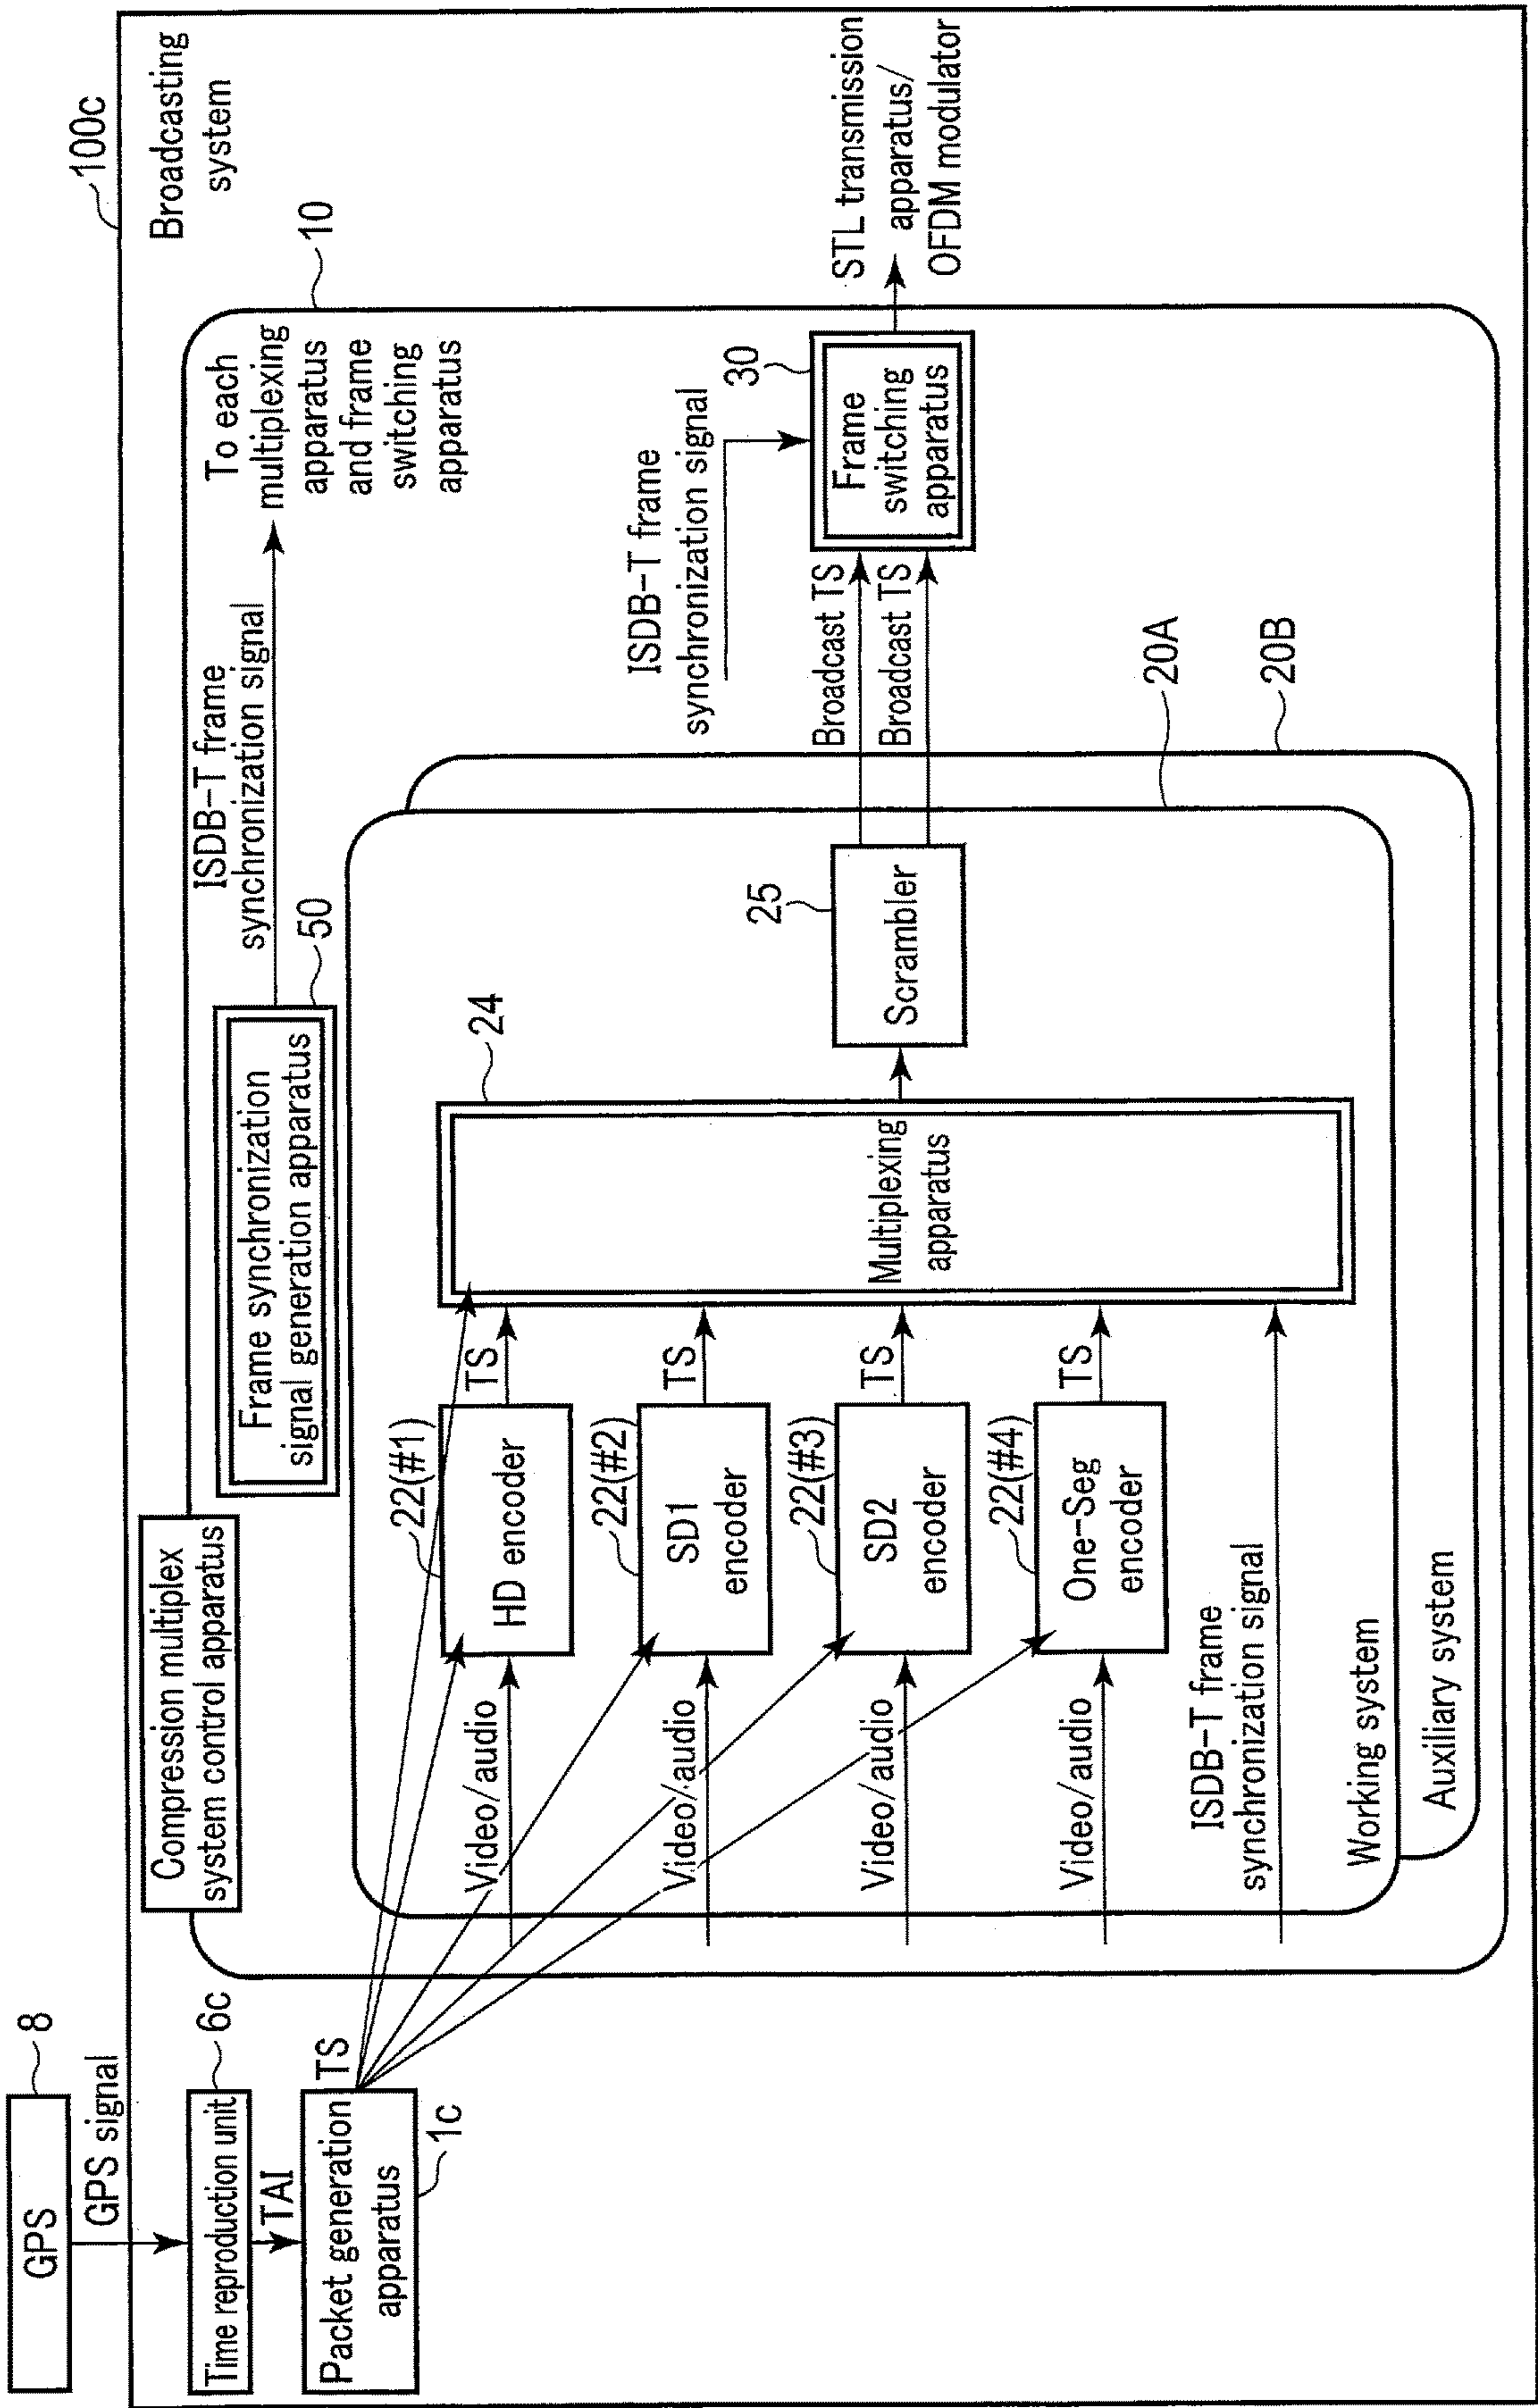 GPS
8
GPS signal
Time reproduction unit
6c
TAI
Packet generation
apparatus
1c
TS
100c
Broadcasting
system
10
Compression multiplex
system control apparatus
Frame synchronization
signal generation apparatus
50
ISDB-T frame
synchronization signal
To each
multiplexing
apparatus
and frame
switching
apparatus
22(#1)
HD encoder
Video/audio
TS
22(#2)
SD1
encoder
Video/audio
TS
22(#3)
SD2
encoder
Video/audio
TS
22(#4)
One-Seg
encoder
Video/audio
TS
ISDB-T frame
synchronization signal
24
Multiplexing
apparatus
25
Scrambler
Working system
Auxiliary system
20A
20B
Broadcast TS
Broadcast TS
ISDB-T frame
synchronization signal
30
Frame
switching
apparatus
STL transmission
apparatus/
OFDM modulator